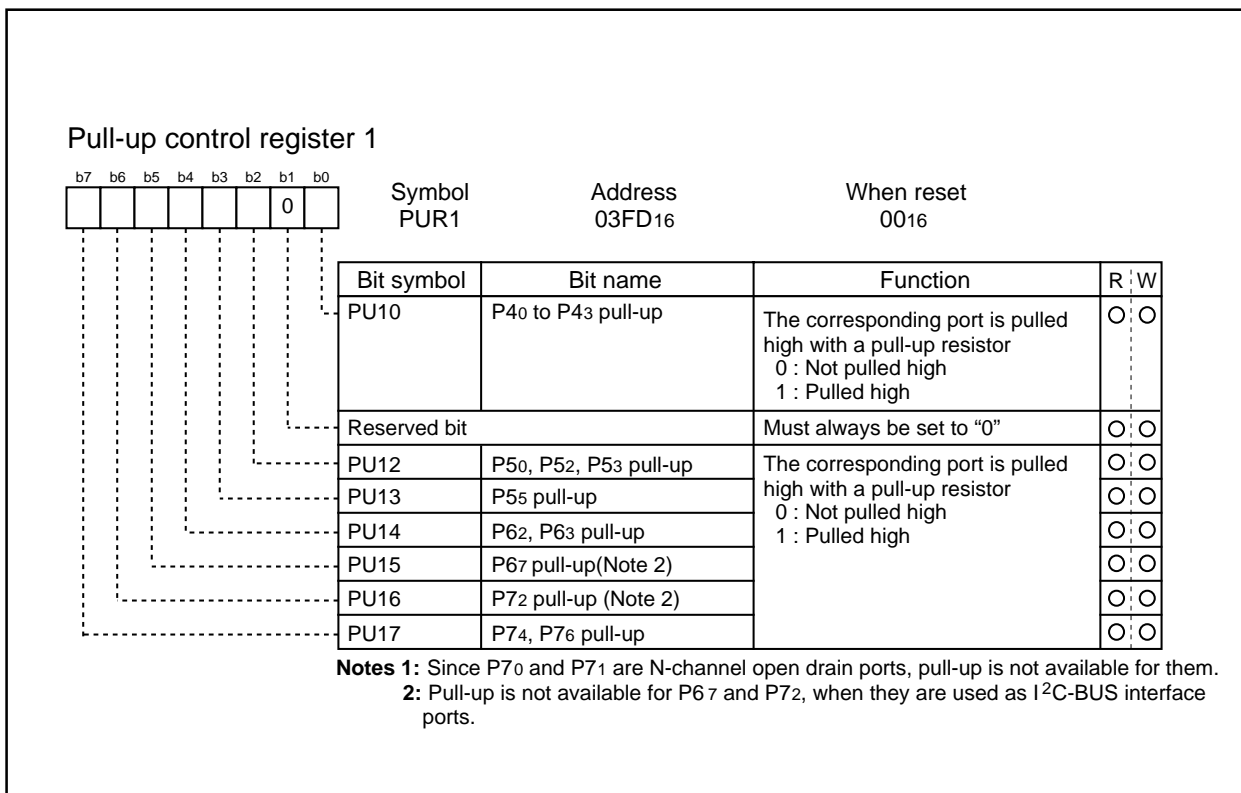 Pull-up control register 1
b7 b6 b5 b4 b3 b2 b1 b0
0
Symbol Address When reset
PUR1 03FD16 0016
Bit symbol Bit name Function R W
PU10 P40 to P43 pull-up The corresponding port is pulled
high with a pull-up resistor
0 : Not pulled high
1 : Pulled high
Reserved bit Must always be set to “0”
PU12 P50, P52, P53 pull-up The corresponding port is pulled
high with a pull-up resistor
PU13 P55 pull-up
0 : Not pulled high
PU14 P62, P63 pull-up 1 : Pulled high
PU15 P67 pull-up(Note 2)
PU16 P72 pull-up (Note 2)
PU17 P74, P76 pull-up
Notes 1: Since P70 and P71 are N-channel open drain ports, pull-up is not available for them.
2: Pull-up is not available for P67 and P72, when they are used as I2C-BUS interface
ports.